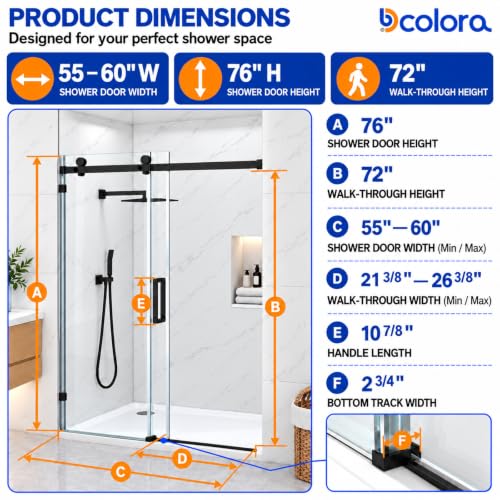 PRODUCT DIMENSIONS
Designed for your perfect shower space
bcolora
55-60" W
SHOWER DOOR WIDTH
76" H
SHOWER DOOR HEIGHT
72"
WALK-THROUGH HEIGHT
A 76"
SHOWER DOOR HEIGHT
B 72"
WALK-THROUGH HEIGHT
C 55"—60"
SHOWER DOOR WIDTH (Min / Max)
D 21 3/8"—26 3/8"
WALK-THROUGH WIDTH (Min / Max)
E 10 7/8"
HANDLE LENGTH
F 2 3/4"
BOTTOM TRACK WIDTH
A
E
B
C
D
F